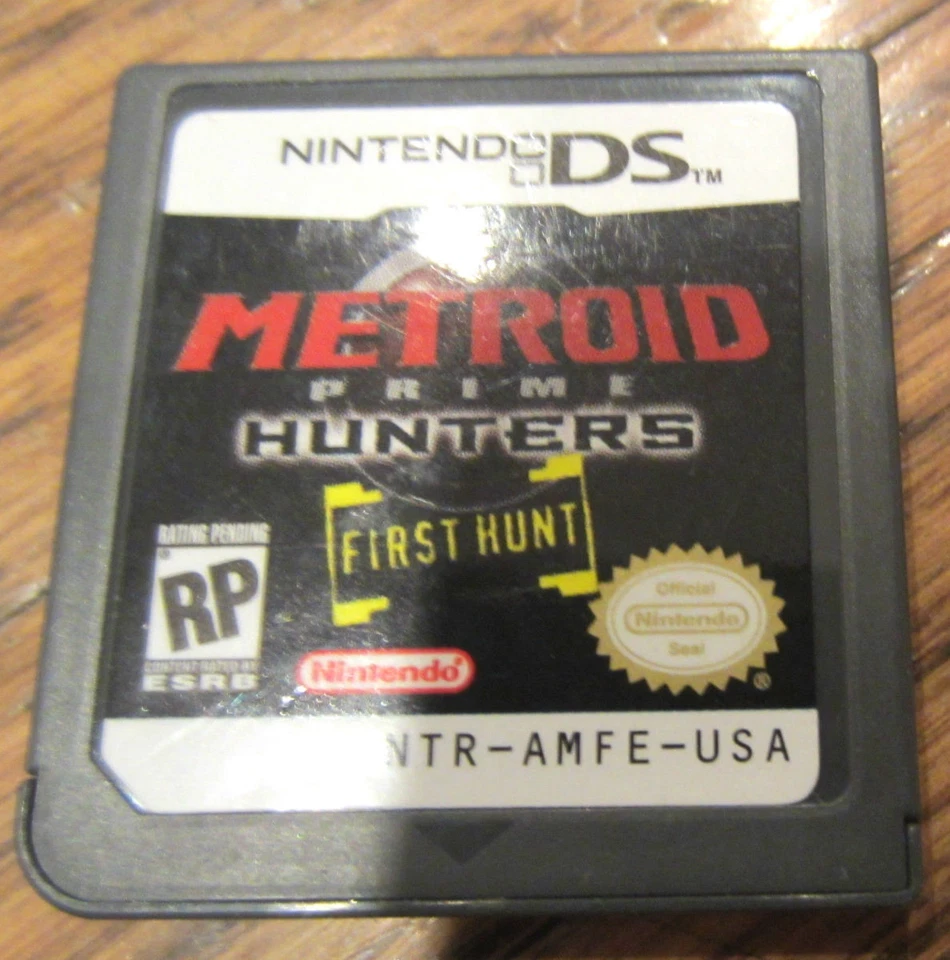 NINTENDO DS™
METROID
PRIME
HUNTERS
FIRST HUNT
RATING PENDING
RP
CONTENT RATED BY
ESRB
Nintendo®
Official
Nintendo
Seal
®
NTR-AMFE-USA